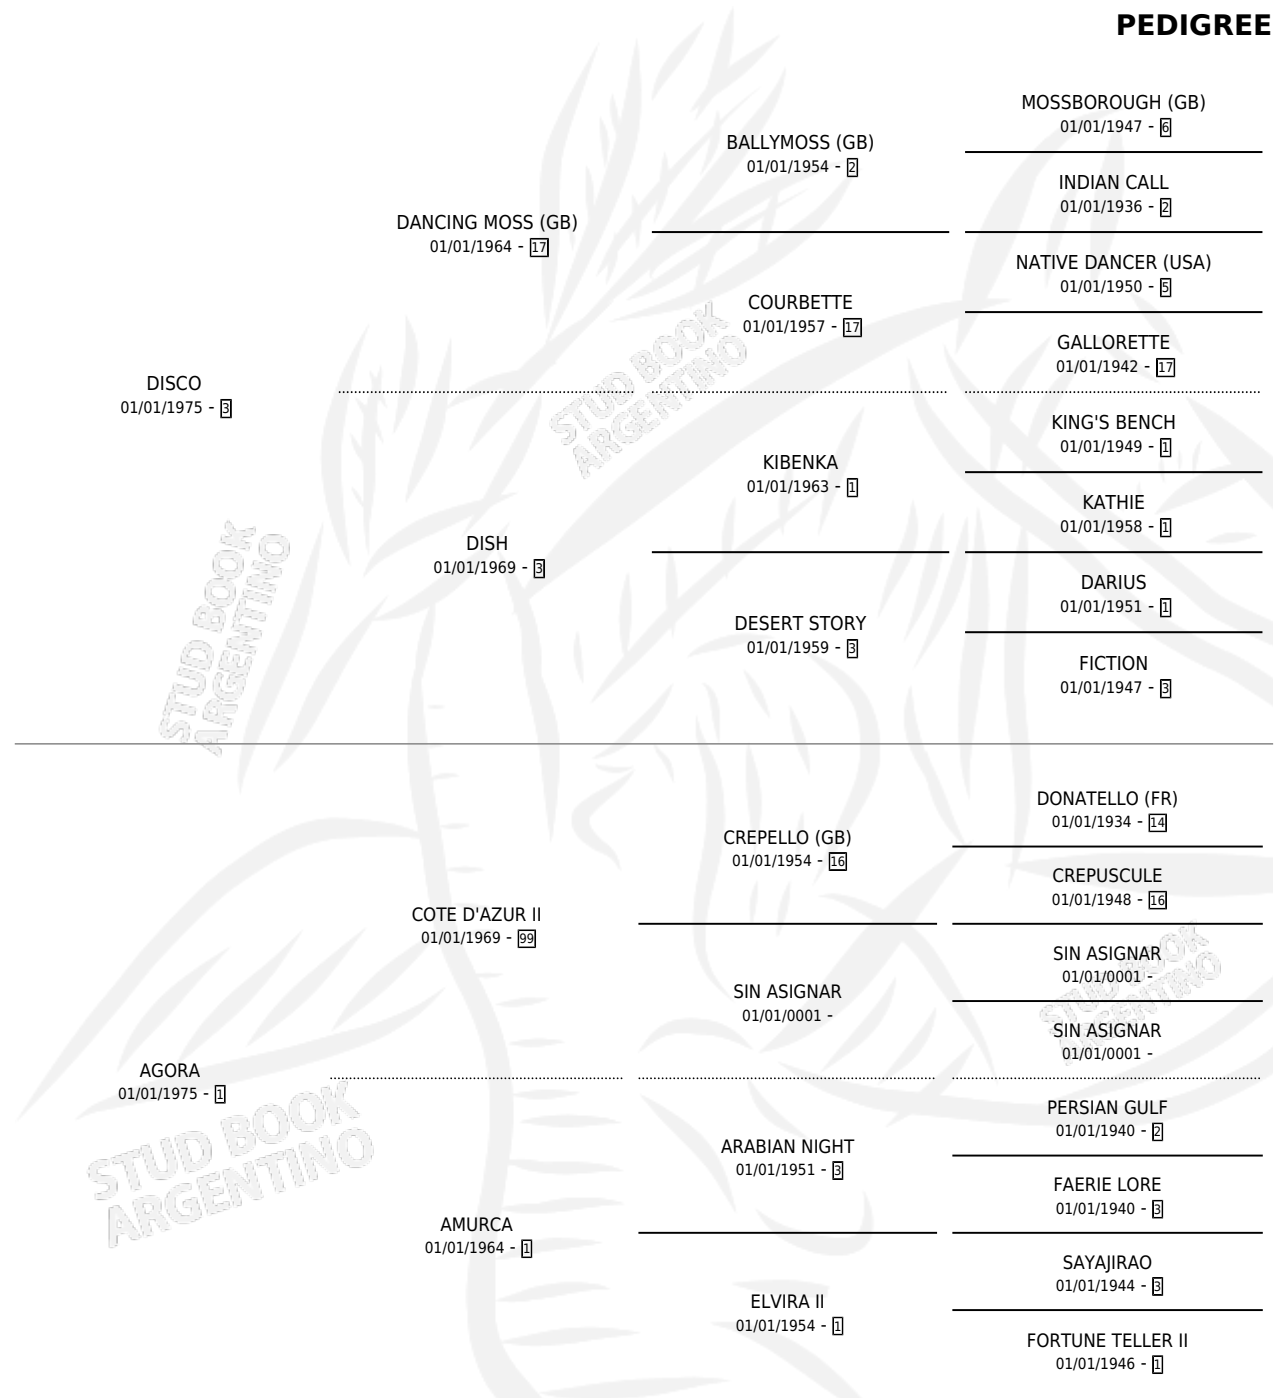 PEDIGREE
MOSSBOROUGH (GB)
01/01/1947 - 6
BALLYMOSS (GB)
01/01/1954 - 2
INDIAN CALL
01/01/1936 - 2
DANCING MOSS (GB)
01/01/1964 - 17
NATIVE DANCER (USA)
01/01/1950 - 5
COURBETTE
01/01/1957 - 17
GALLORETTE
01/01/1942 - 17
DISCO
01/01/1975 - 3
STUD BOOK
ARGENTINO
KING'S BENCH
01/01/1949 - 1
KIBENKA
01/01/1963 - 1
KATHIE
01/01/1958 - 1
DISH
01/01/1969 - 3
DARIUS
01/01/1951 - 1
DESERT STORY
01/01/1959 - 3
FICTION
01/01/1947 - 3
STUD BOOK
ARGENTINO
DONATELLO (FR)
01/01/1934 - 14
CREPELLO (GB)
01/01/1954 - 16
CREPUSCULE
01/01/1948 - 16
COTE D'AZUR II
01/01/1969 - 99
SIN ASIGNAR
01/01/0001 -
SIN ASIGNAR
01/01/0001 -
SIN ASIGNAR
01/01/0001 -
STUD BOOK
ARGENTINO
AGORA
01/01/1975 - 1
STUD BOOK
ARGENTINO
PERSIAN GULF
01/01/1940 - 2
ARABIAN NIGHT
01/01/1951 - 3
FAERIE LORE
01/01/1940 - 3
AMURCA
01/01/1964 - 1
SAYAJIRAO
01/01/1944 - 3
ELVIRA II
01/01/1954 - 1
FORTUNE TELLER II
01/01/1946 - 1